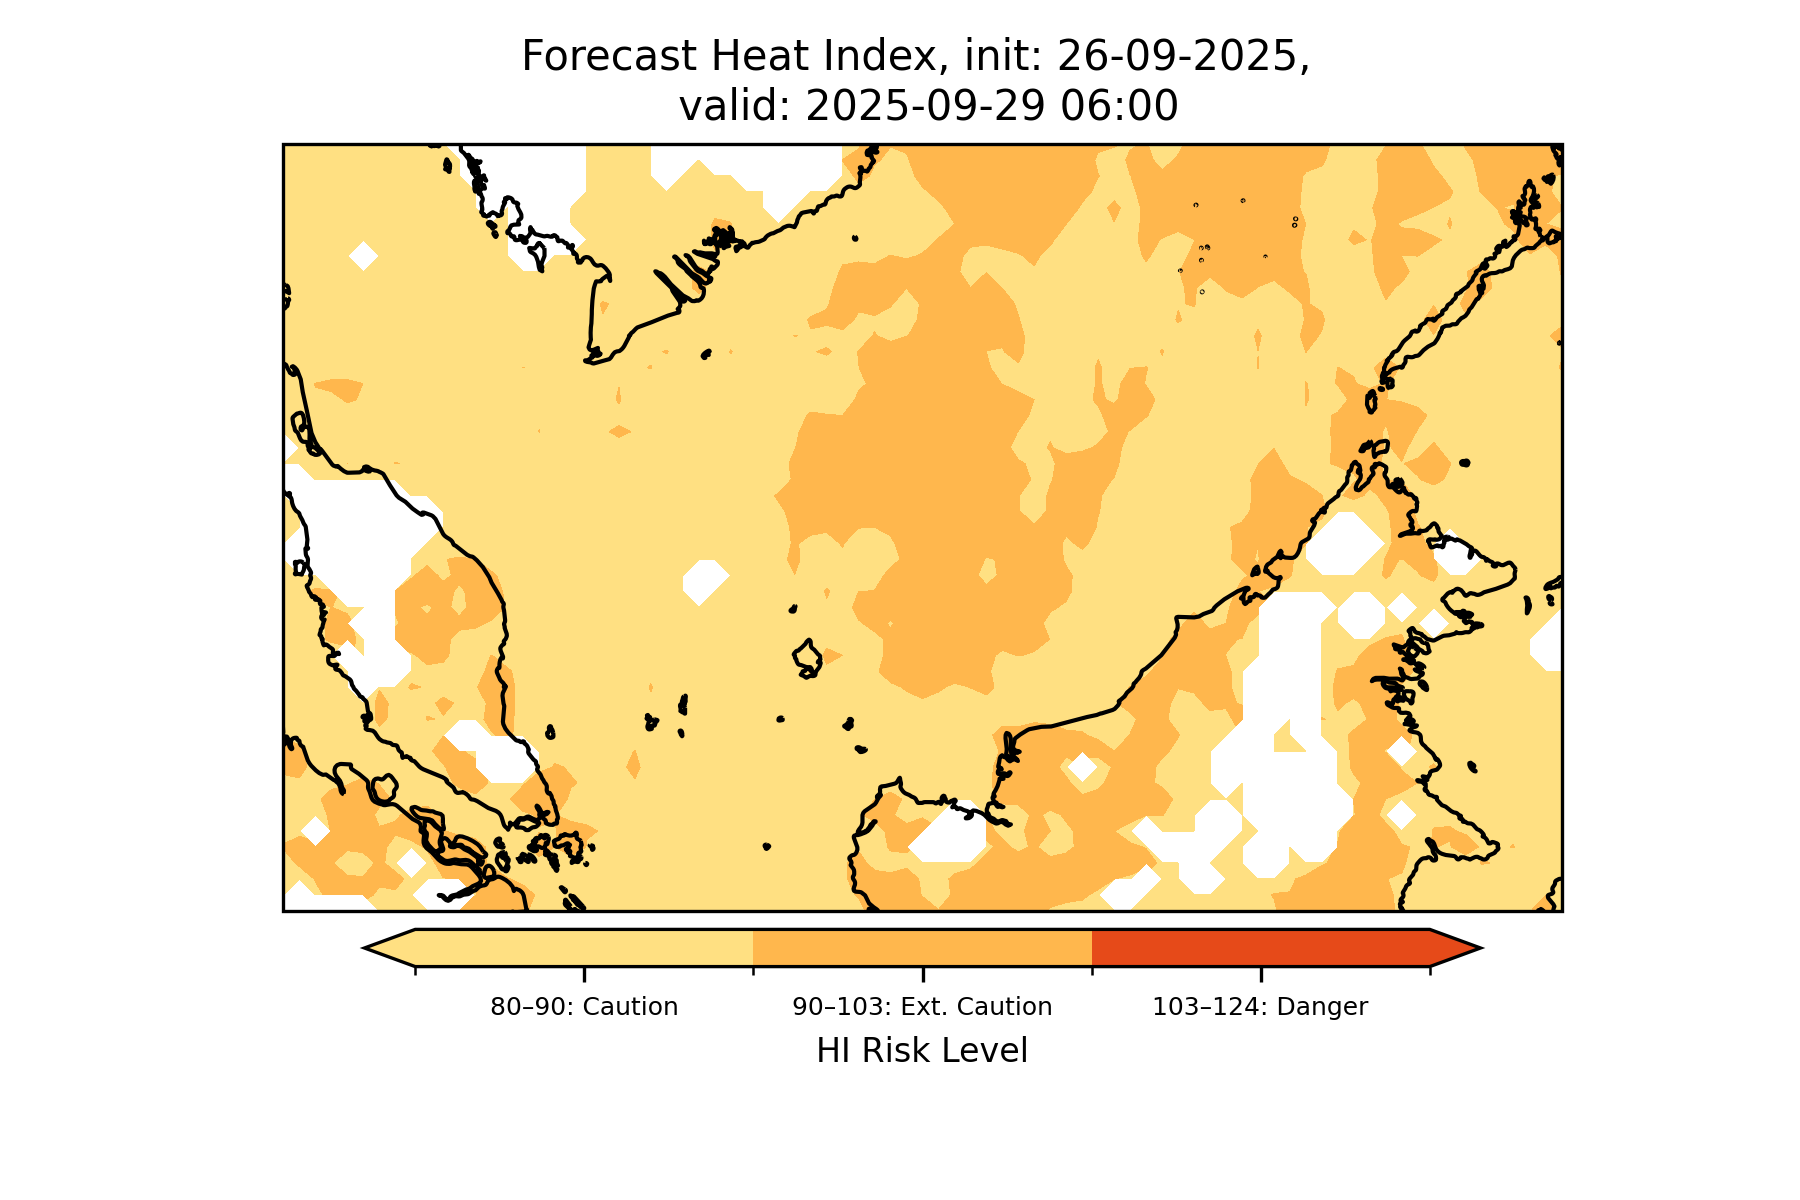 Forecast Heat Index, init: 26-09-2025,
valid: 2025-09-29 06:00
80–90: Caution
90–103: Ext. Caution
103–124: Danger
HI Risk Level